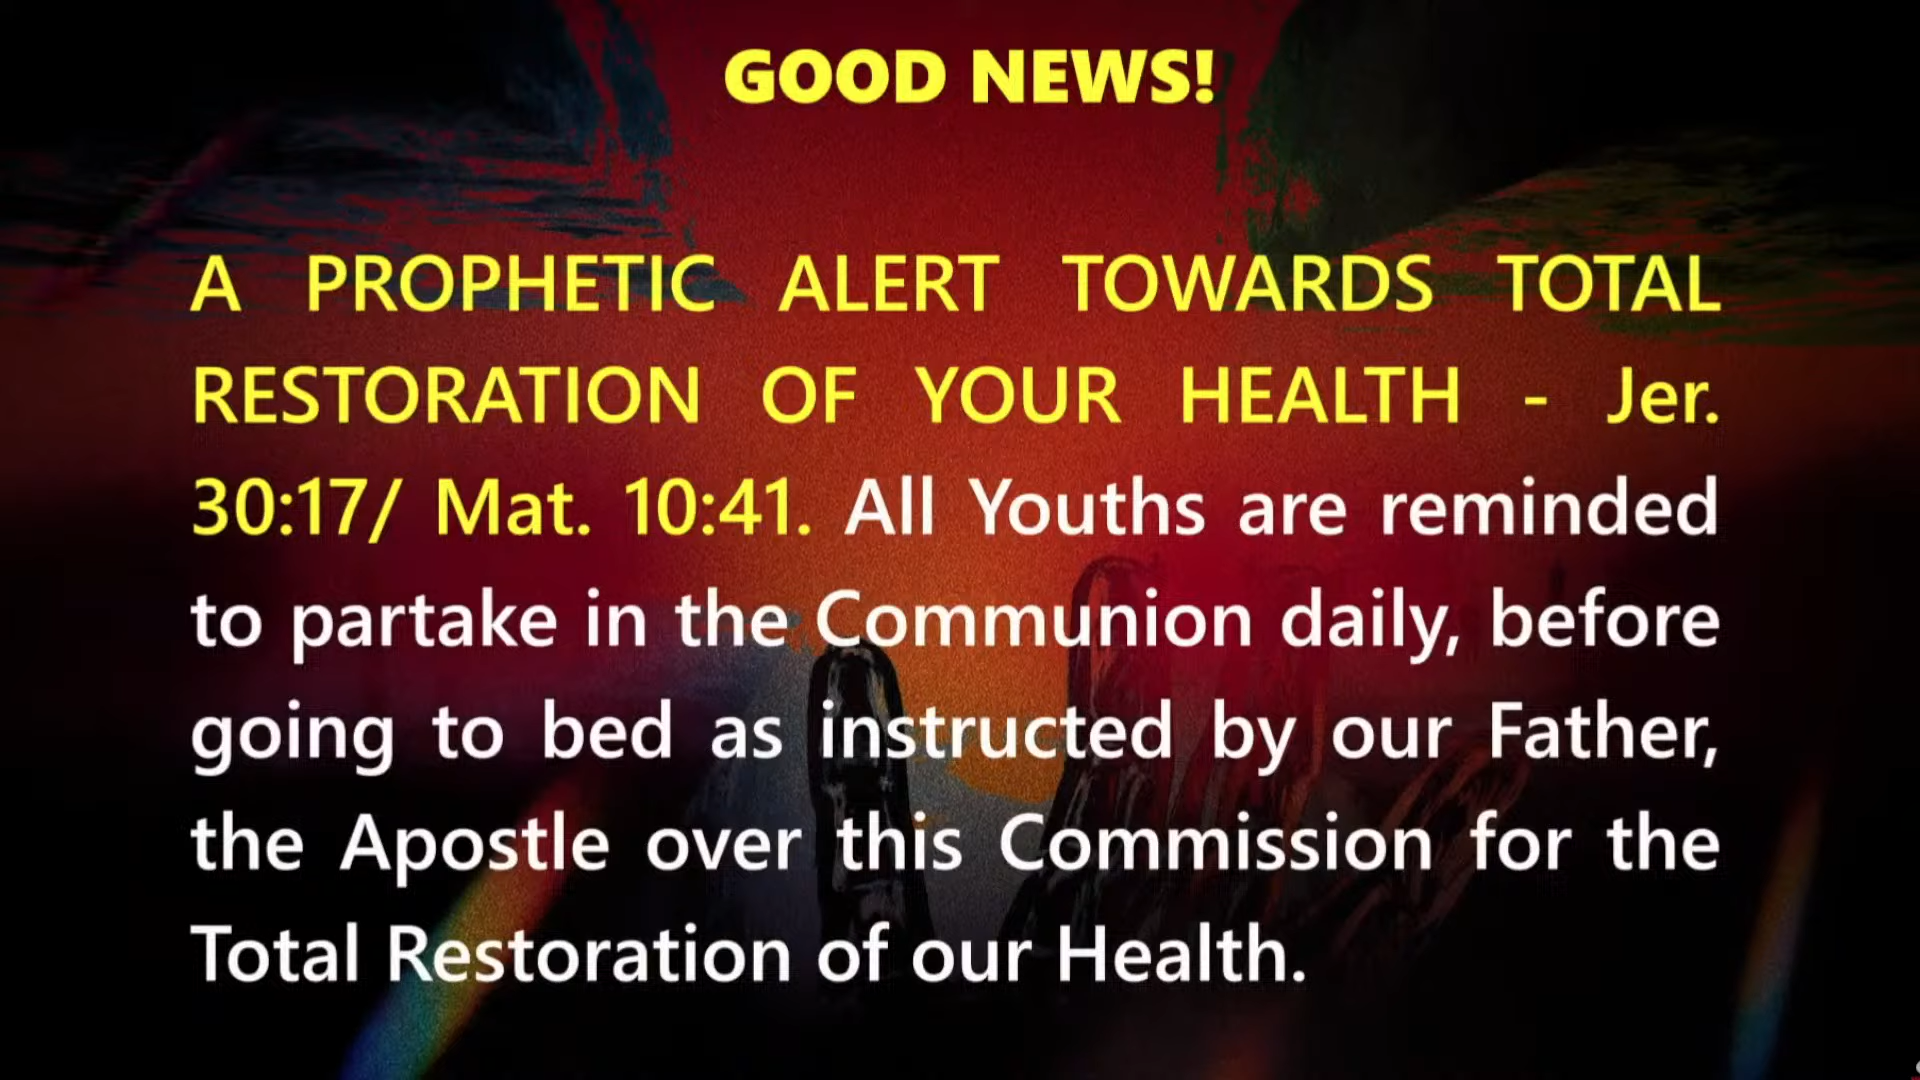 GOOD NEWS!
A PROPHETIC ALERT TOWARDS TOTAL
RESTORATION OF YOUR HEALTH - Jer.
30:17/ Mat. 10:41. All Youths are reminded
to partake in the Communion daily, before
going to bed as instructed by our Father,
the Apostle over this Commission for the
Total Restoration of our Health.